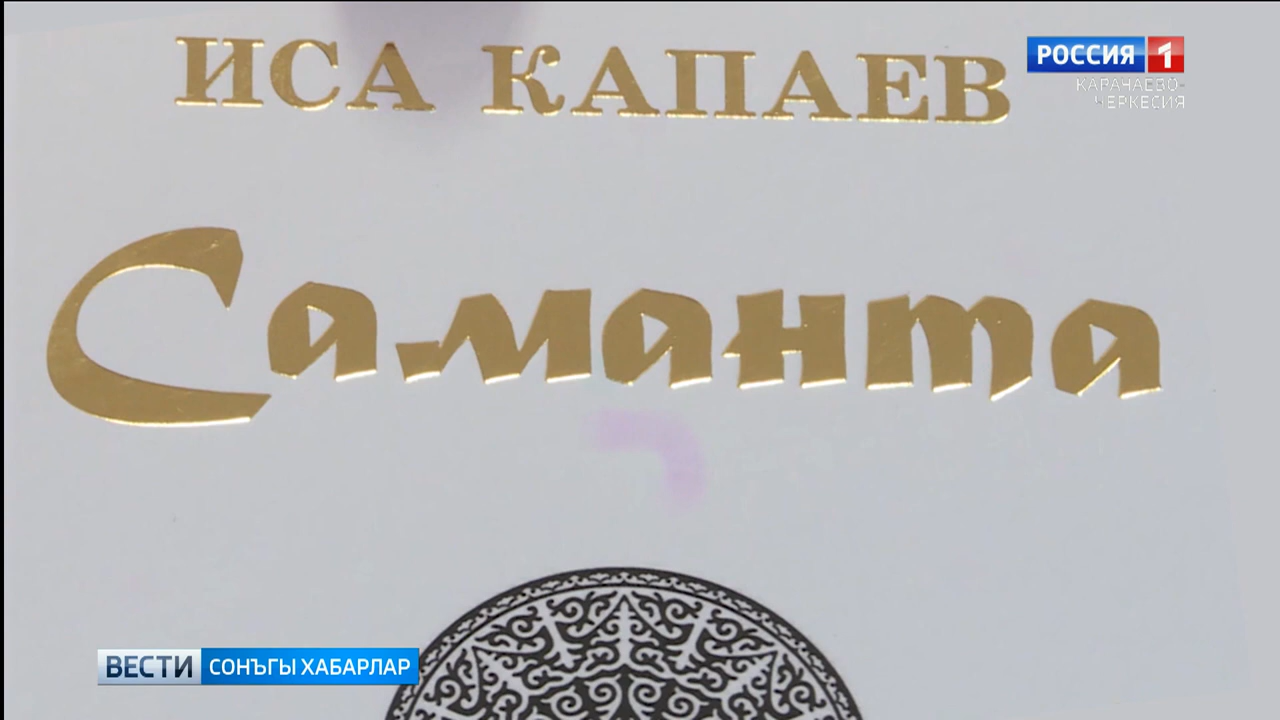 ИСА КАПАЕВ
РОССИЯ 1
КАРАЧАЕВО-
ЧЕРКЕСИЯ
Саманта
ВЕСТИ СОНЪГЫ ХАБАРЛАР